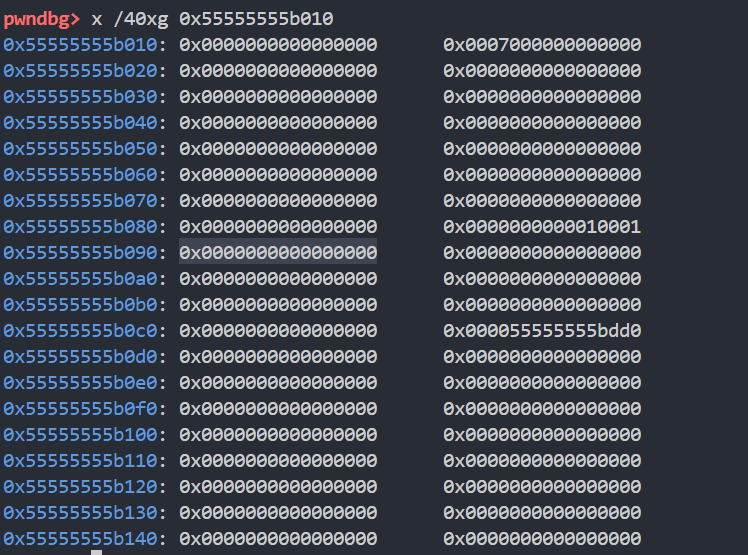 pwndbg> x /40xg 0x55555555b010
0x55555555b010: 0x0000000000000000 0x0007000000000000
0x55555555b020: 0x0000000000000000 0x0000000000000000
0x55555555b030: 0x0000000000000000 0x0000000000000000
0x55555555b040: 0x0000000000000000 0x0000000000000000
0x55555555b050: 0x0000000000000000 0x0000000000000000
0x55555555b060: 0x0000000000000000 0x0000000000000000
0x55555555b070: 0x0000000000000000 0x0000000000000000
0x55555555b080: 0x0000000000000000 0x0000000000010001
0x55555555b090: 0x0000000000000000 0x0000000000000000
0x55555555b0a0: 0x0000000000000000 0x0000000000000000
0x55555555b0b0: 0x0000000000000000 0x0000000000000000
0x55555555b0c0: 0x0000000000000000 0x000055555555bdd0
0x55555555b0d0: 0x0000000000000000 0x0000000000000000
0x55555555b0e0: 0x0000000000000000 0x0000000000000000
0x55555555b0f0: 0x0000000000000000 0x0000000000000000
0x55555555b100: 0x0000000000000000 0x0000000000000000
0x55555555b110: 0x0000000000000000 0x0000000000000000
0x55555555b120: 0x0000000000000000 0x0000000000000000
0x55555555b130: 0x0000000000000000 0x0000000000000000
0x55555555b140: 0x0000000000000000 0x0000000000000000